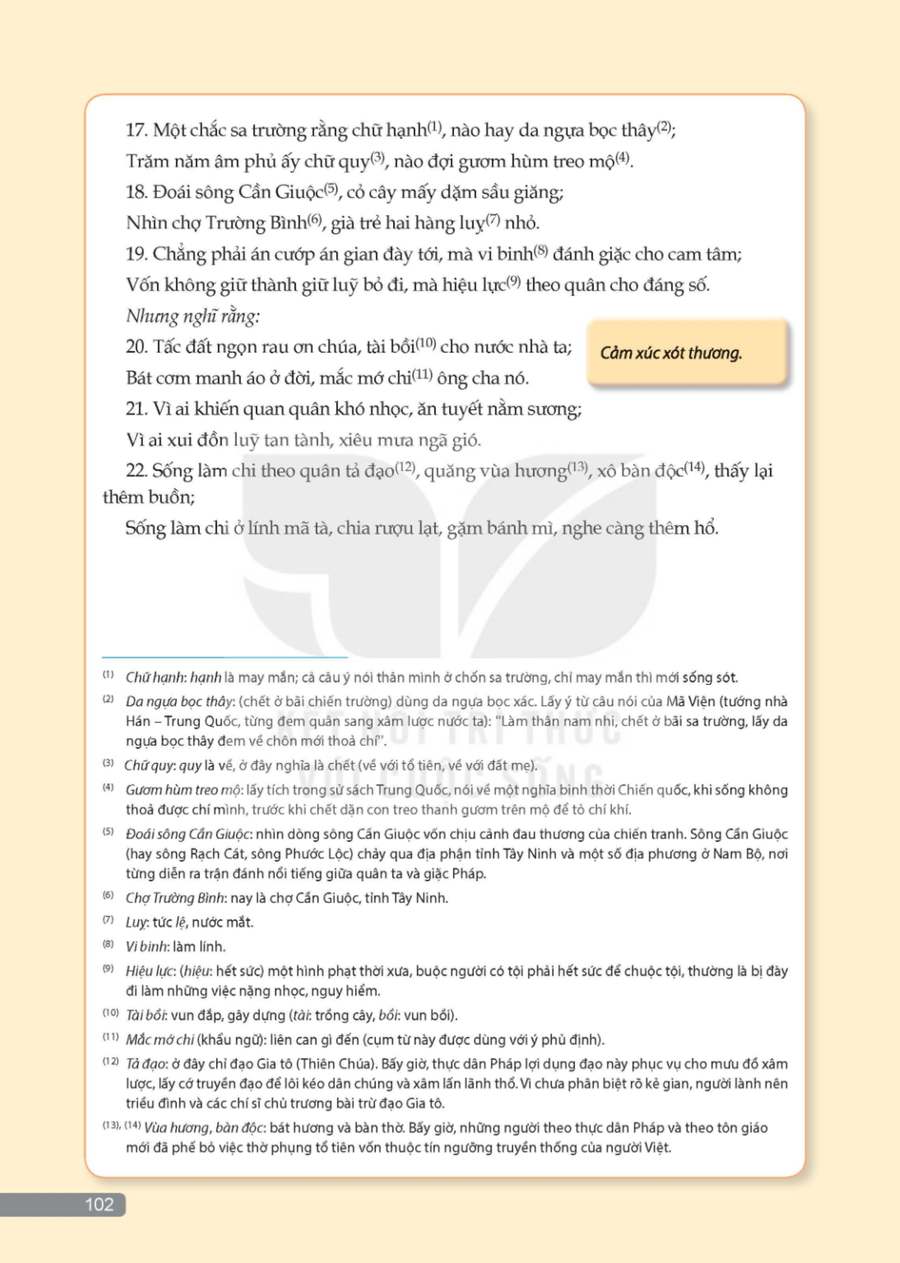 17. Một chắc sa trường rằng chữ hạnh(1), nào hay da ngựa bọc thây(2);
Trăm năm âm phủ ấy chữ quy(3), nào đợi gươm hùm treo mộ(4).
18. Đoái sông Cần Giuộc(5), cỏ cây mấy dặm sầu giăng;
Nhìn chợ Trường Bình(6), già trẻ hai hàng luỵ(7) nhỏ.
19. Chẳng phải án cướp án gian đày tới, mà vi binh(8) đánh giặc cho cam tâm;
Vốn không giữ thành giữ luỹ bỏ đi, mà hiệu lực(9) theo quân cho đáng số.
Nhưng nghĩ rằng:
20. Tấc đất ngọn rau ơn chúa, tài bồi(10) cho nước nhà ta;
Cảm xúc xót thương.
Bát cơm manh áo ở đời, mắc mớ chi(11) ông cha nó.
21. Vì ai khiến quan quân khó nhọc, ăn tuyết nằm sương;
Vì ai xui đồn luỹ tan tành, xiêu mưa ngã gió.
22. Sống làm chi theo quân tả đạo(12), quăng vùa hương(13), xô bàn độc(14), thấy lại
thêm buồn;
Sống làm chi ở lính mã tà, chia rượu lạt, gặm bánh mì, nghe càng thêm hổ.
(1) Chữ hạnh: hạnh là may mắn; cả câu ý nói thân mình ở chốn sa trường, chỉ may mắn thì mới sống sót.
(2) Da ngựa bọc thây: (chết ở bãi chiến trường) dùng da ngựa bọc xác. Lấy ý từ câu nói của Mã Viện (tướng nhà
Hán – Trung Quốc, từng đem quân sang xâm lược nước ta): "Làm thân nam nhi, chết ở bãi sa trường, lấy da
ngựa bọc thây đem về chôn mới thoả chí".
(3) Chữ quy: quy là về, ở đây nghĩa là chết (về với tổ tiên, về với đất mẹ).
(4) Gươm hùm treo mộ: lấy tích trong sử sách Trung Quốc, nói về một nghĩa binh thời Chiến quốc, khi sống không
thoả được chí mình, trước khi chết dặn con treo thanh gươm trên mộ để tỏ chí khí.
(5) Đoái sông Cần Giuộc: nhìn dòng sông Cần Giuộc vốn chịu cảnh đau thương của chiến tranh. Sông Cần Giuộc
(hay sông Rạch Cát, sông Phước Lộc) chảy qua địa phận tỉnh Tây Ninh và một số địa phương ở Nam Bộ, nơi
từng diễn ra trận đánh nổi tiếng giữa quân ta và giặc Pháp.
(6) Chợ Trường Bình: nay là chợ Cần Giuộc, tỉnh Tây Ninh.
(7) Luỵ: tức lệ, nước mắt.
(8) Vi binh: làm lính.
(9) Hiệu lực: (hiệu: hết sức) một hình phạt thời xưa, buộc người có tội phải hết sức để chuộc tội, thường là bị đày
đi làm những việc nặng nhọc, nguy hiểm.
(10) Tài bồi: vun đắp, gây dựng (tài: trồng cây, bồi: vun bồi).
(11) Mắc mớ chi (khẩu ngữ): liên can gì đến (cụm từ này được dùng với ý phủ định).
(12) Tả đạo: ở đây chỉ đạo Gia tô (Thiên Chúa). Bấy giờ, thực dân Pháp lợi dụng đạo này phục vụ cho mưu đồ xâm
lược, lấy cớ truyền đạo để lôi kéo dân chúng và xâm lấn lãnh thổ. Vì chưa phân biệt rõ kẻ gian, người lành nên
triều đình và các chí sĩ chủ trương bài trừ đạo Gia tô.
(13), (14) Vùa hương, bàn độc: bát hương và bàn thờ. Bấy giờ, những người theo thực dân Pháp và theo tôn giáo
mới đã phế bỏ việc thờ phụng tổ tiên vốn thuộc tín ngưỡng truyền thống của người Việt.
KẾT NỐI TRI THỨC
VỚI CUỘC SỐNG
102